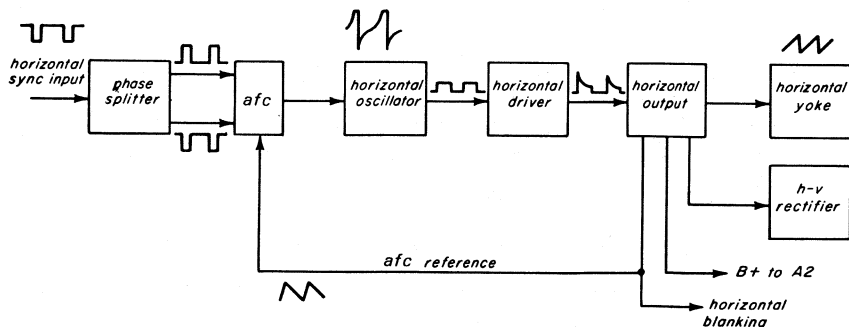 horizontal
sync input
phase
splitter
afc
horizontal
oscillator
horizontal
driver
horizontal
output
horizontal
yoke
h-v
rectifier
afc reference
B+ to A2
horizontal
blanking